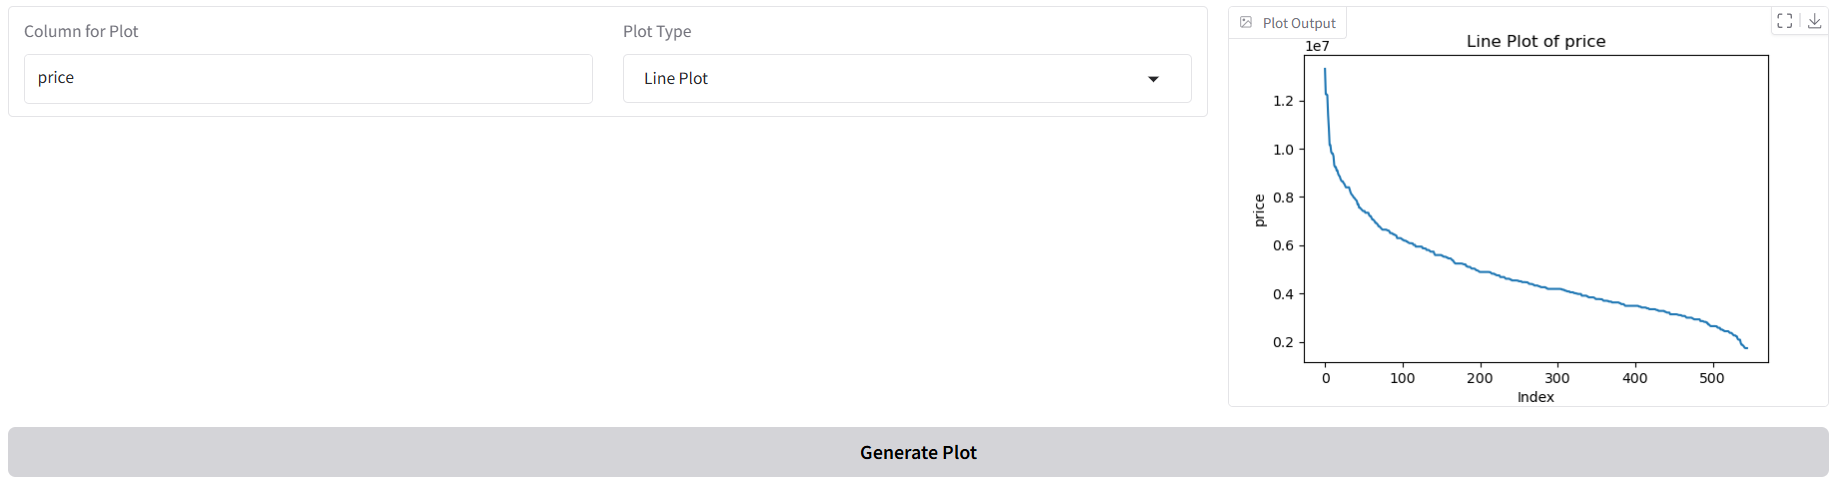 Column for Plot
price
Plot Type
Line Plot
Plot Output
Line Plot of price
1e7
1.2
1.0
0.8
0.6
0.4
0.2
price
0 100 200 300 400 500
Index
Generate Plot